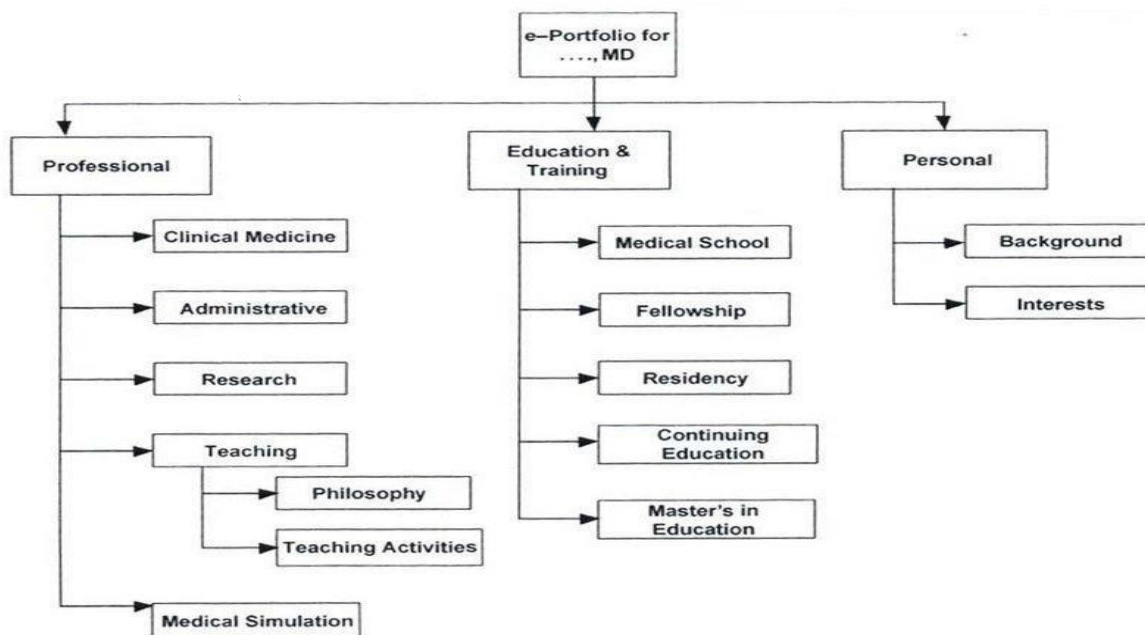 e–Portfolio for
...., MD
Professional
Education &
Training
Personal
Clinical Medicine
Administrative
Research
Teaching
Philosophy
Teaching Activities
Medical Simulation
Medical School
Fellowship
Residency
Continuing
Education
Master's in
Education
Background
Interests